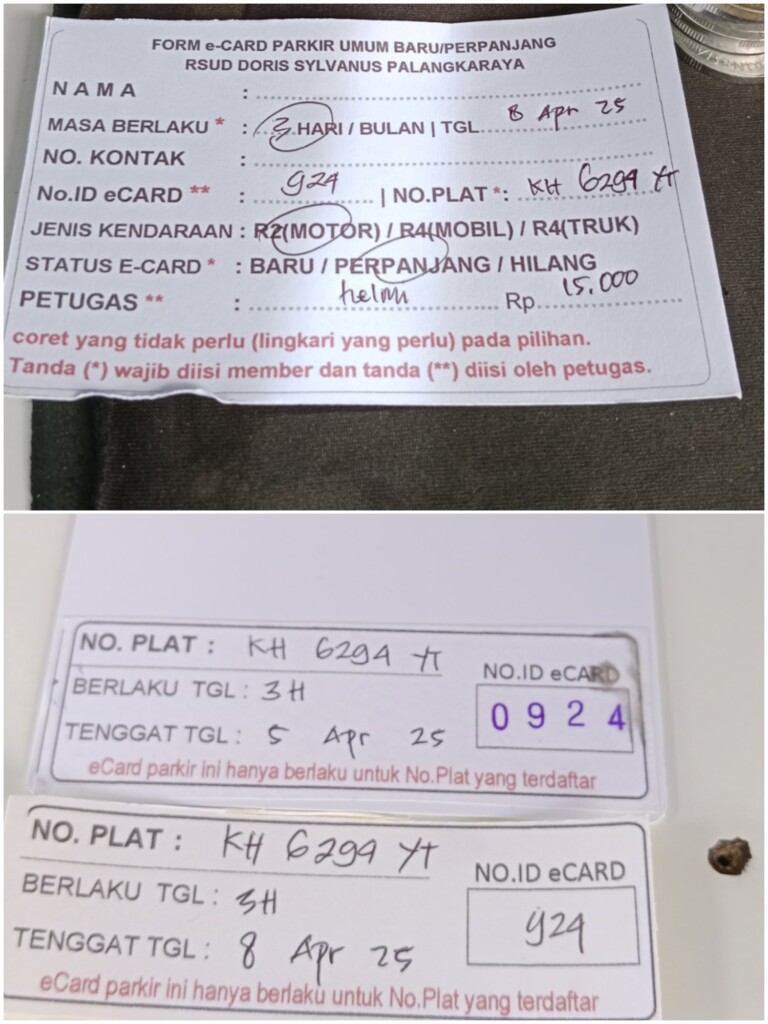 FORM e-CARD PARKIR UMUM BARU/PERPANJANG
RSUD DORIS SYLVANUS PALANGKARAYA
N A M A :
MASA BERLAKU * : 3 HARI / BULAN | TGL 8 Apr 25
NO. KONTAK :
No.ID eCARD ** : 924 | NO.PLAT *: KH 6294 YT
JENIS KENDARAAN : R2(MOTOR) / R4(MOBIL) / R4(TRUK)
STATUS E-CARD * : BARU / PERPANJANG / HILANG
PETUGAS ** : helmi Rp 15.000
coret yang tidak perlu (lingkari yang perlu) pada pilihan.
Tanda (*) wajib diisi member dan tanda (**) diisi oleh petugas.
NO. PLAT : KH 6294 YT
NO.ID eCARD
BERLAKU TGL : 3H
0924
TENGGAT TGL : 5 Apr 25
eCard parkir ini hanya berlaku untuk No.Plat yang terdaftar
NO. PLAT : KH 6294 YT
NO.ID eCARD
BERLAKU TGL : 3H
924
TENGGAT TGL : 8 Apr 25
eCard parkir ini hanya berlaku untuk No.Plat yang terdaftar